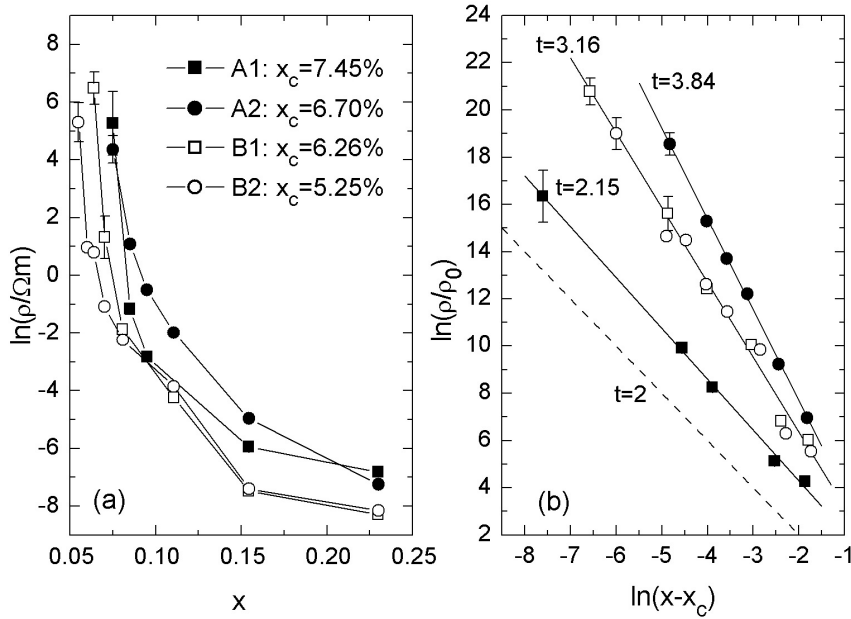 8
6
4
2
0
-2
-4
-6
-8
ln(ρ/Ωm)
A1: x_c=7.45%
A2: x_c=6.70%
B1: x_c=6.26%
B2: x_c=5.25%
(a)
0.05 0.10 0.15 0.20 0.25
x
24
22
20
18
16
14
12
10
8
6
4
2
ln(ρ/ρ_0)
t=3.16
t=3.84
t=2.15
t=2
(b)
-8 -7 -6 -5 -4 -3 -2 -1
ln(x-x_c)